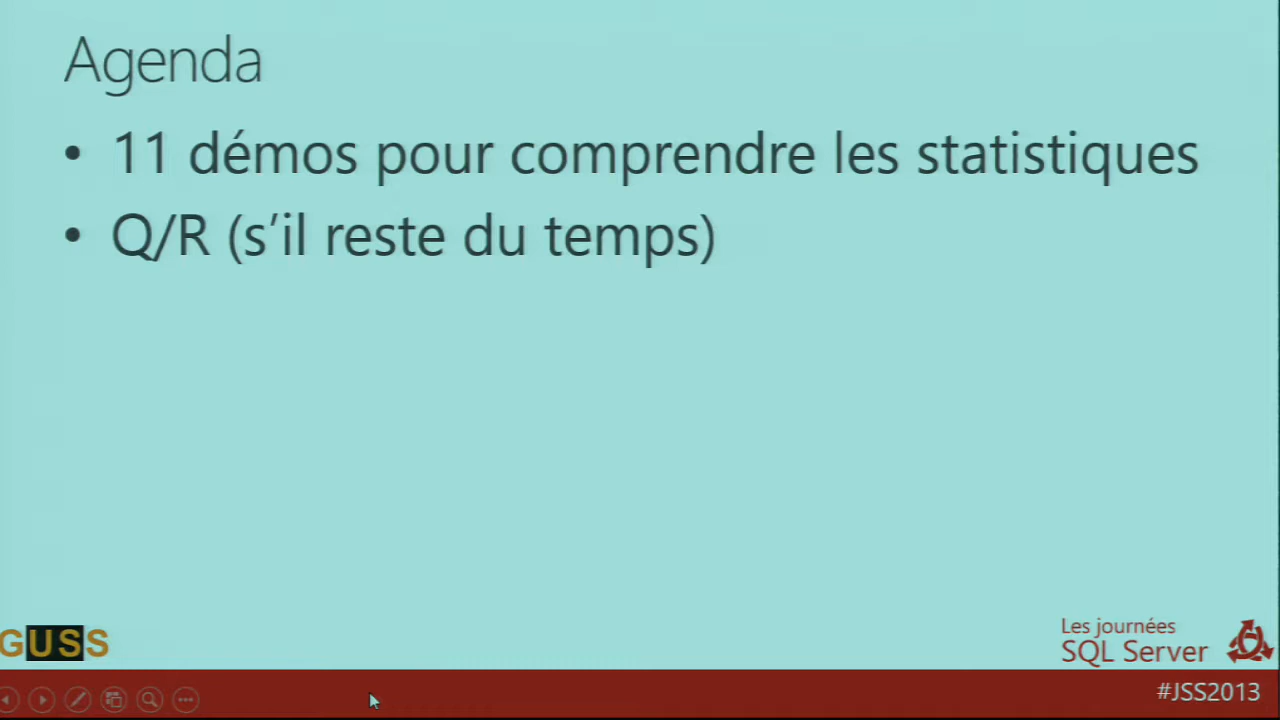 Agenda
• 11 démos pour comprendre les statistiques
• Q/R (s’il reste du temps)
GUSS
Les journées
SQL Server
#JSS2013